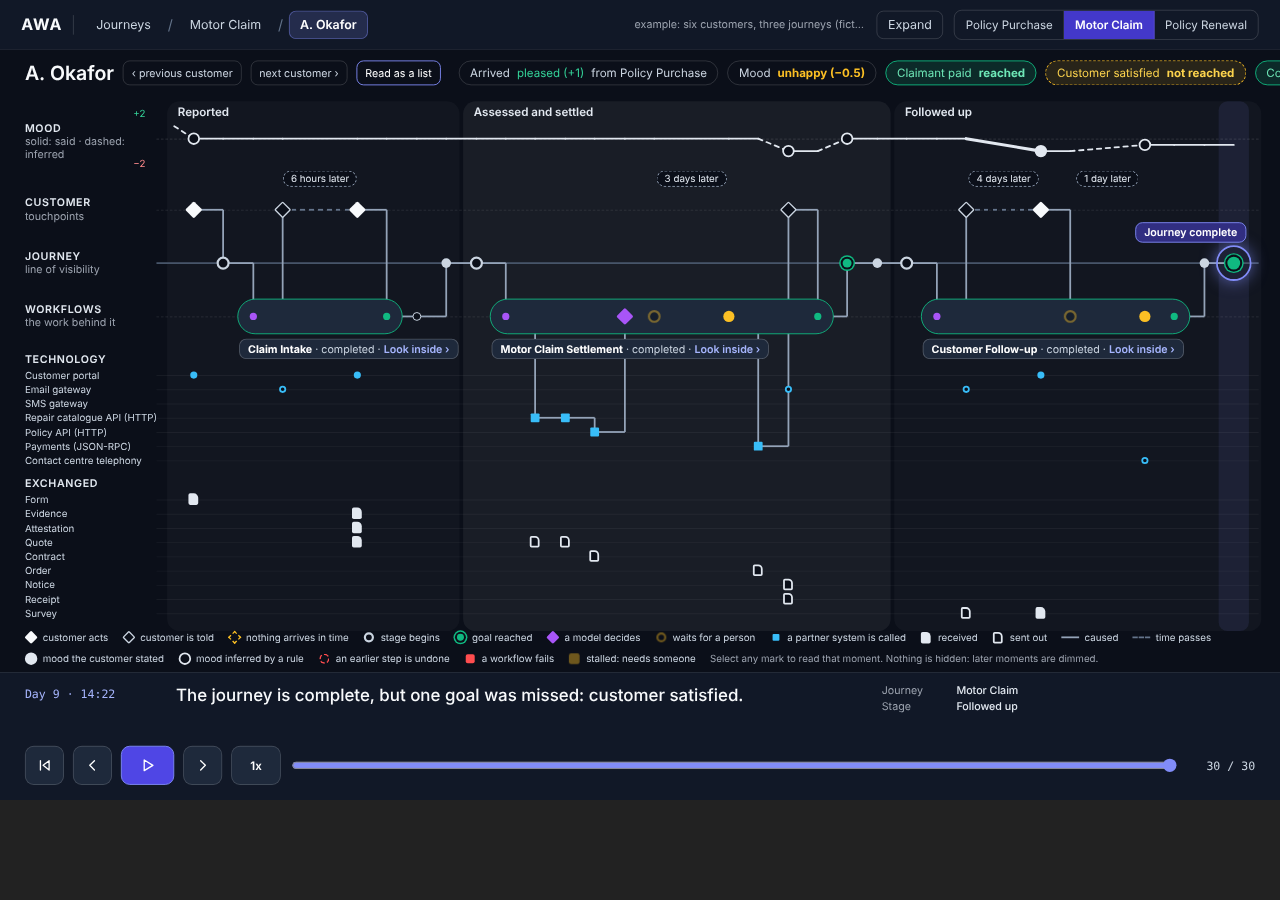 AWA
Journeys / Motor Claim / A. Okafor
example: six customers, three journeys (fict…
Expand
Policy Purchase
Motor Claim
Policy Renewal
A. Okafor
‹ previous customer
next customer ›
Read as a list
Arrived pleased (+1) from Policy Purchase
Mood unhappy (−0.5)
Claimant paid reached
Customer satisfied not reached
Co
Reported
Assessed and settled
Followed up
+2
MOOD
solid: said · dashed:
inferred
−2
6 hours later
3 days later
4 days later
1 day later
CUSTOMER
touchpoints
Journey complete
JOURNEY
line of visibility
WORKFLOWS
the work behind it
Claim Intake · completed · Look inside ›
Motor Claim Settlement · completed · Look inside ›
Customer Follow-up · completed · Look inside ›
TECHNOLOGY
Customer portal
Email gateway
SMS gateway
Repair catalogue API (HTTP)
Policy API (HTTP)
Payments (JSON-RPC)
Contact centre telephony
EXCHANGED
Form
Evidence
Attestation
Quote
Contract
Order
Notice
Receipt
Survey
customer acts
customer is told
nothing arrives in time
stage begins
goal reached
a model decides
waits for a person
a partner system is called
received
sent out
caused
time passes
mood the customer stated
mood inferred by a rule
an earlier step is undone
a workflow fails
stalled: needs someone
Select any mark to read that moment. Nothing is hidden: later moments are dimmed.
Day 9 · 14:22
The journey is complete, but one goal was missed: customer satisfied.
Journey Motor Claim
Stage Followed up
1x
30 / 30